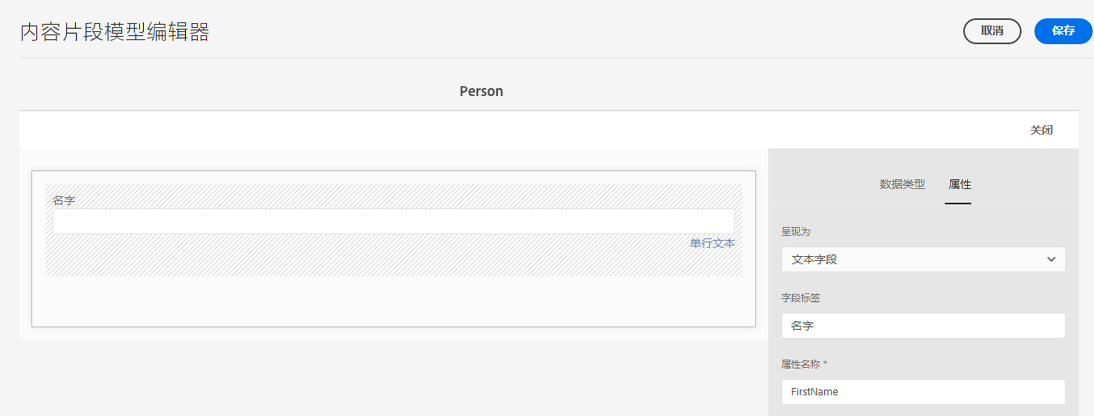 内容片段模型编辑器
取消
保存
Person
关闭
名字
单行文本
数据类型
属性
呈现为
文本字段
字段标签
名字
属性名称 *
FirstName